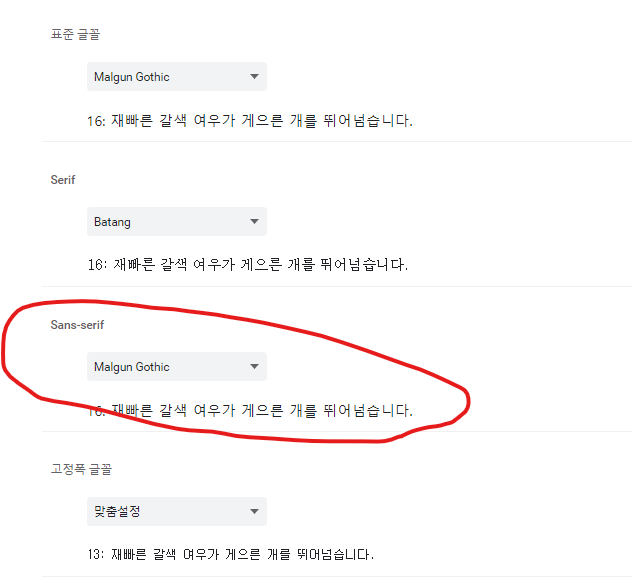 표준 글꼴
Malgun Gothic
16: 재빠른 갈색 여우가 게으른 개를 뛰어넘습니다.
Serif
Batang
16: 재빠른 갈색 여우가 게으른 개를 뛰어넘습니다.
Sans-serif
Malgun Gothic
16: 재빠른 갈색 여우가 게으른 개를 뛰어넘습니다.
고정폭 글꼴
맞춤설정
13: 재빠른 갈색 여우가 게으른 개를 뛰어넘습니다.